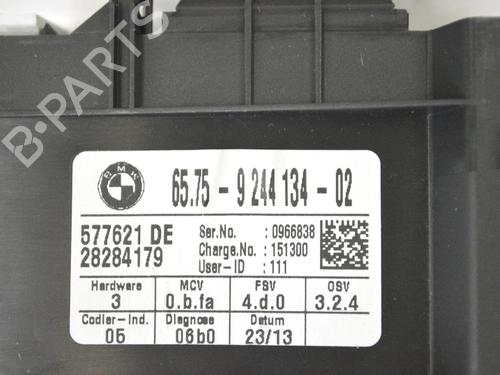 B-PARTS
BMW
65.75 - 9 244 134 - 02
577621 DE
28284179
Ser.No. : 0966838
Charge.No. : 151300
User-ID : 111
Hardware MCV FSV OSV
3 0.b.fa 4.d.0 3.2.4
Codier-Ind. Diagnose Datum
05 06b0 23/13